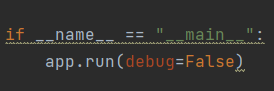 if __name__ == "__main__":
    app.run(debug=False)